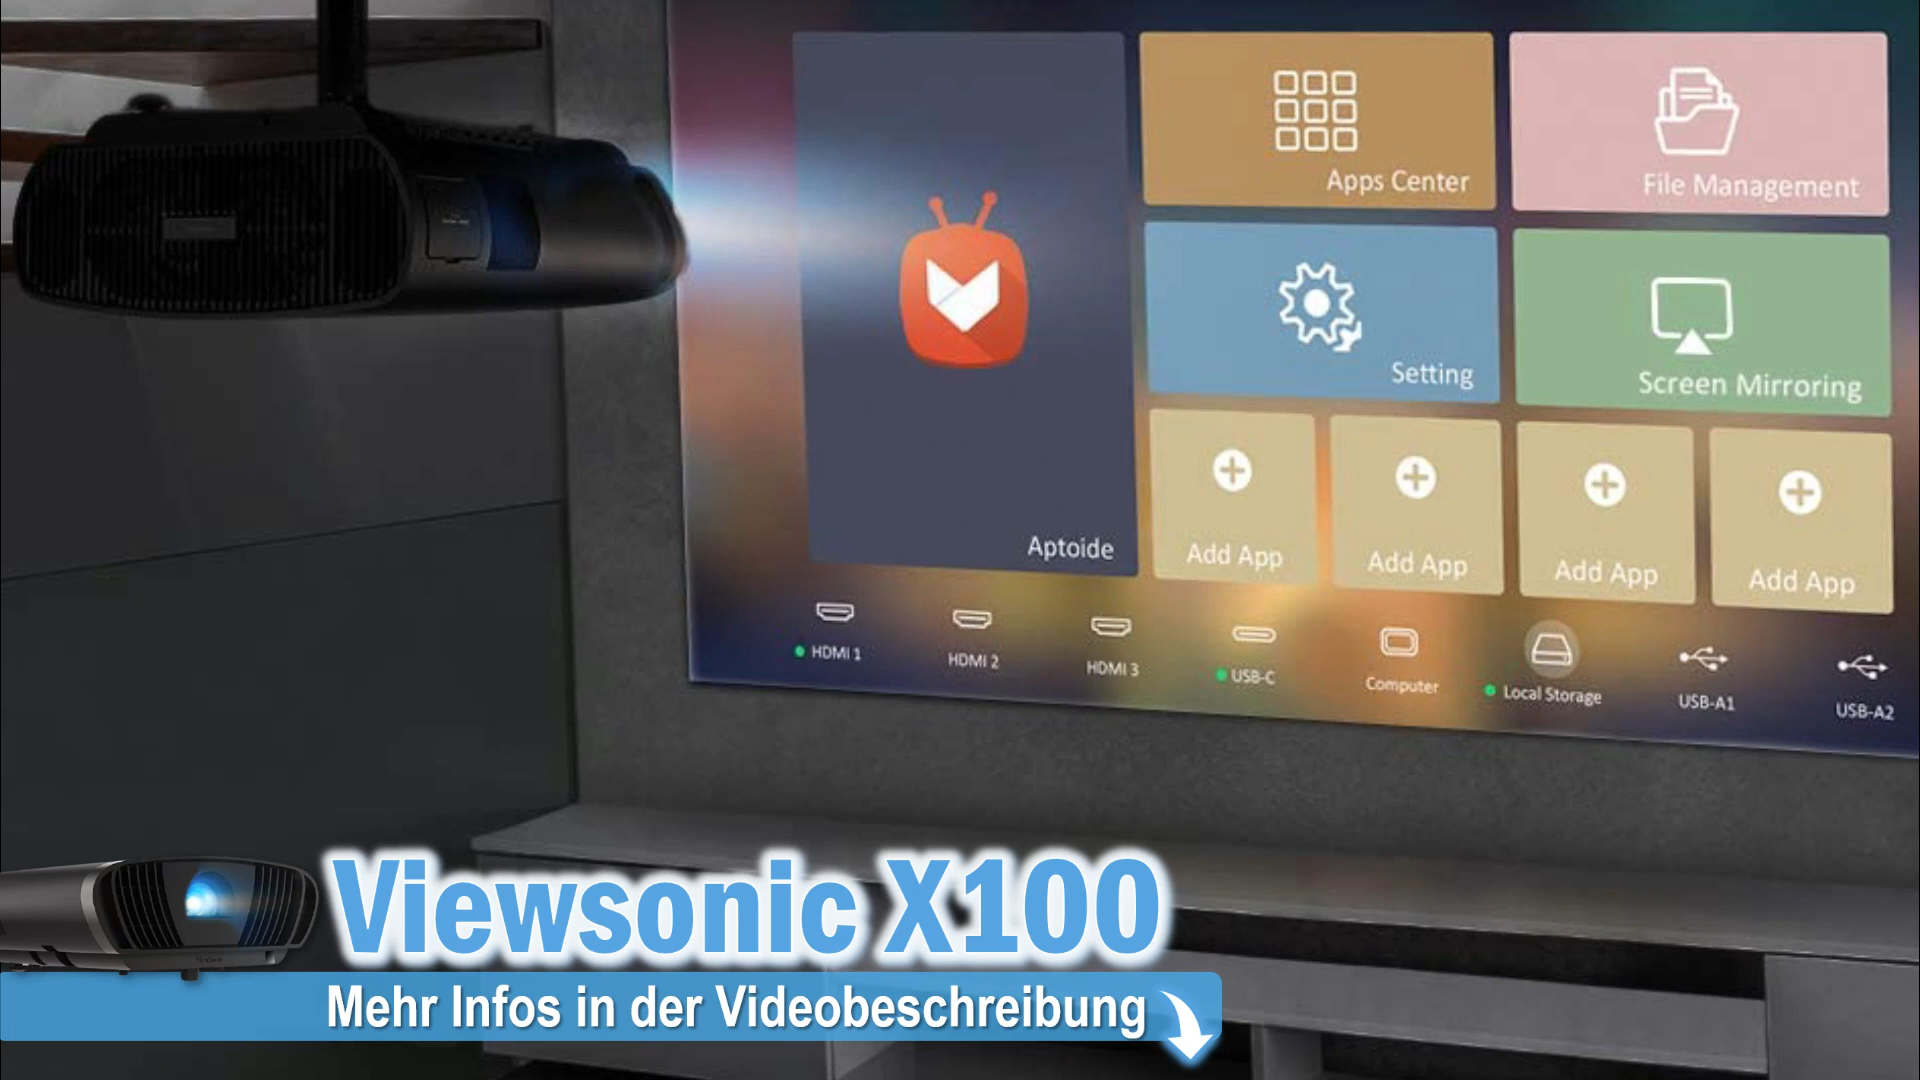 Apps Center
File Management
Setting
Screen Mirroring
Aptoide
Add App
Add App
Add App
Add App
HDMI 1
HDMI 2
HDMI 3
USB-C
Computer
Local Storage
USB-A1
USB-A2
Viewsonic X100
Mehr Infos in der Videobeschreibung